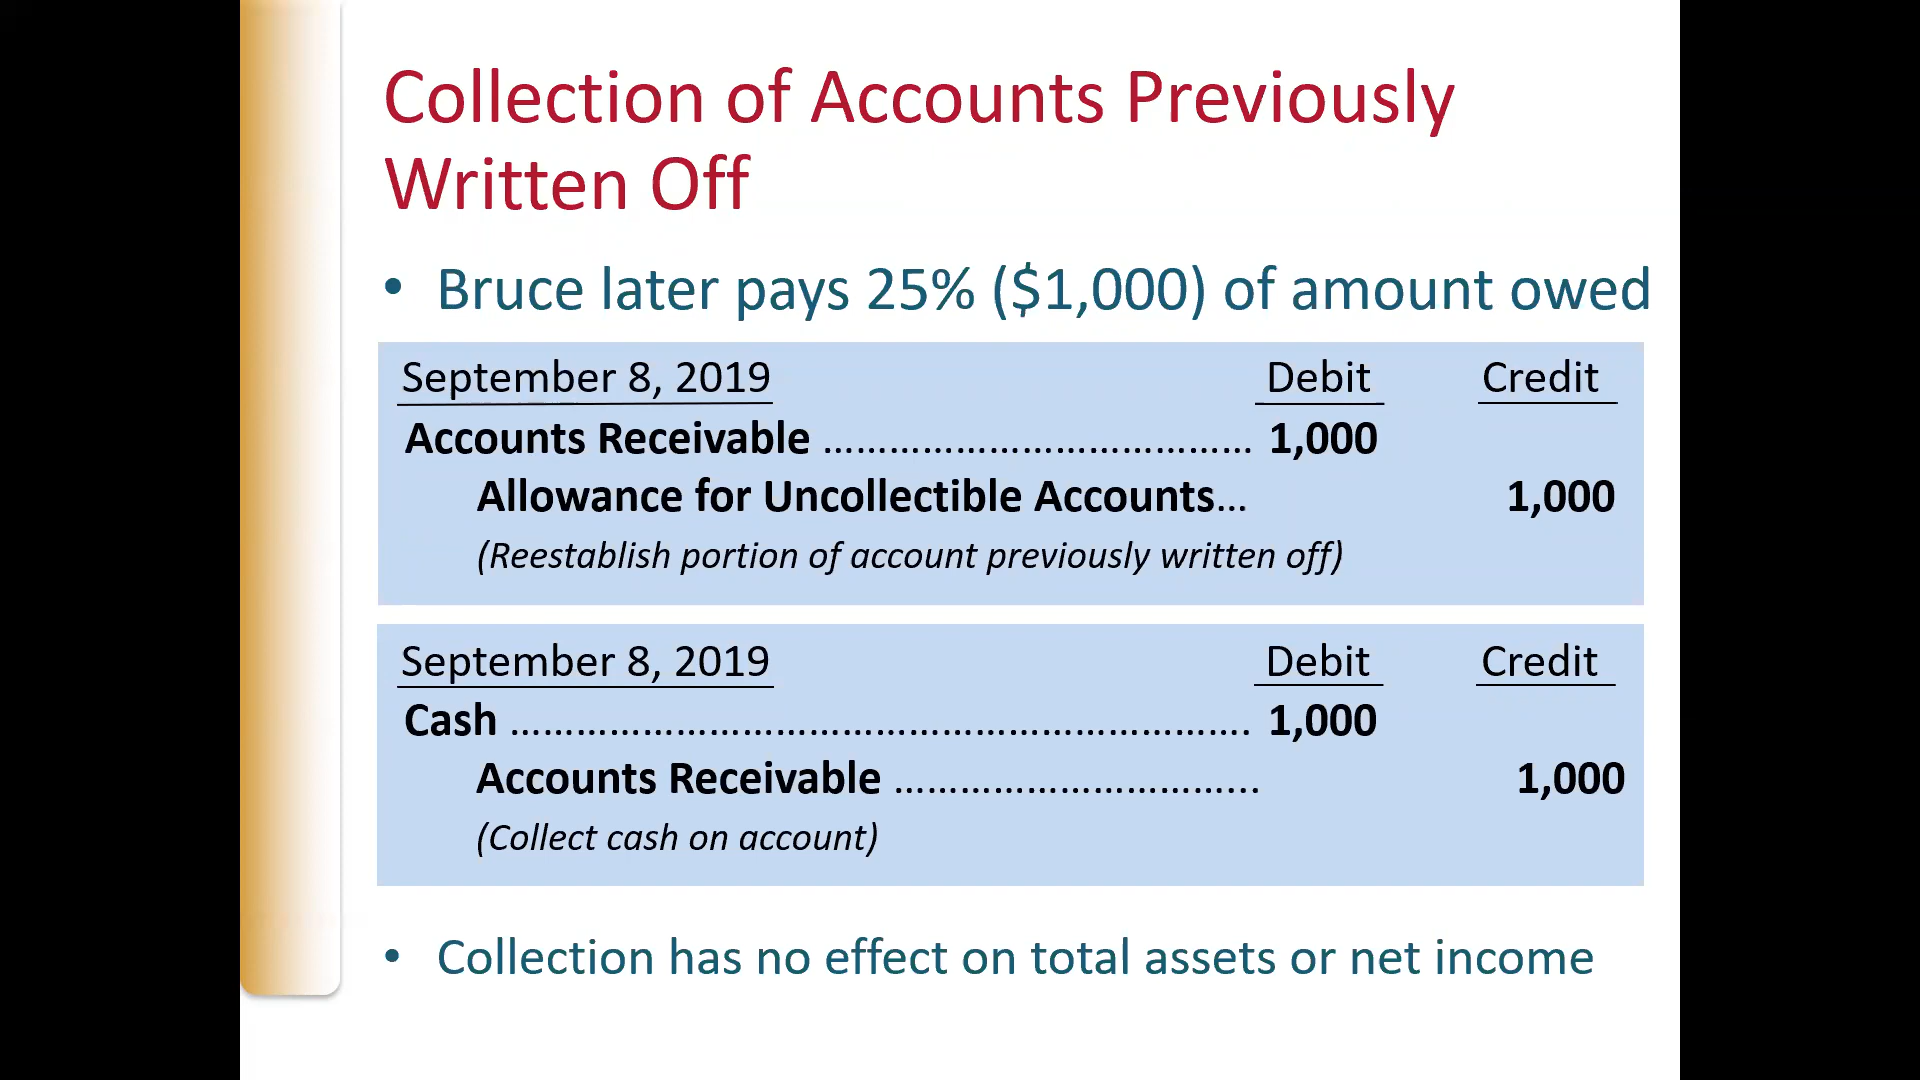 Collection of Accounts Previously
Written Off
• Bruce later pays 25% ($1,000) of amount owed
September 8, 2019 Debit Credit
Accounts Receivable ………………………………… 1,000
Allowance for Uncollectible Accounts… 1,000
(Reestablish portion of account previously written off)
September 8, 2019 Debit Credit
Cash …………………………………………………………. 1,000
Accounts Receivable …………………………... 1,000
(Collect cash on account)
• Collection has no effect on total assets or net income